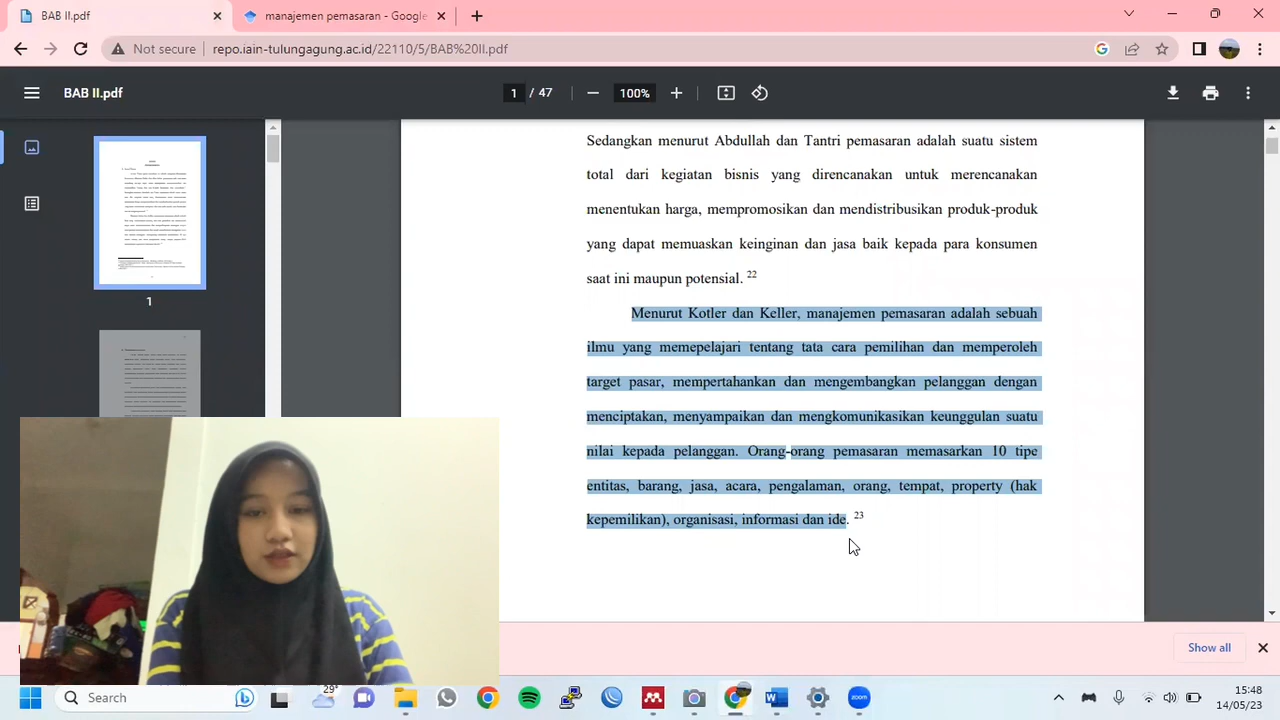 BAB II.pdf
manajemen pemasaran - Google
Not secure
repo.iain-tulungagung.ac.id/22110/5/BAB%20II.pdf
BAB II.pdf
1 / 47
100%
Sedangkan menurut Abdullah dan Tantri pemasaran adalah suatu sistem
total dari kegiatan bisnis yang direncanakan untuk merencanakan
menentukan harga, mempromosikan dan mendistribusikan produk-produk
yang dapat memuaskan keinginan dan jasa baik kepada para konsumen
saat ini maupun potensial. 22
Menurut Kotler dan Keller, manajemen pemasaran adalah sebuah
ilmu yang memepelajari tentang tata cara pemilihan dan memperoleh
target pasar, mempertahankan dan mengembangkan pelanggan dengan
menciptakan, menyampaikan dan mengkomunikasikan keunggulan suatu
nilai kepada pelanggan. Orang-orang pemasaran memasarkan 10 tipe
entitas, barang, jasa, acara, pengalaman, orang, tempat, property (hak
kepemilikan), organisasi, informasi dan ide. 23
1
Show all
Search
29°
zoom
15:48
14/05/23